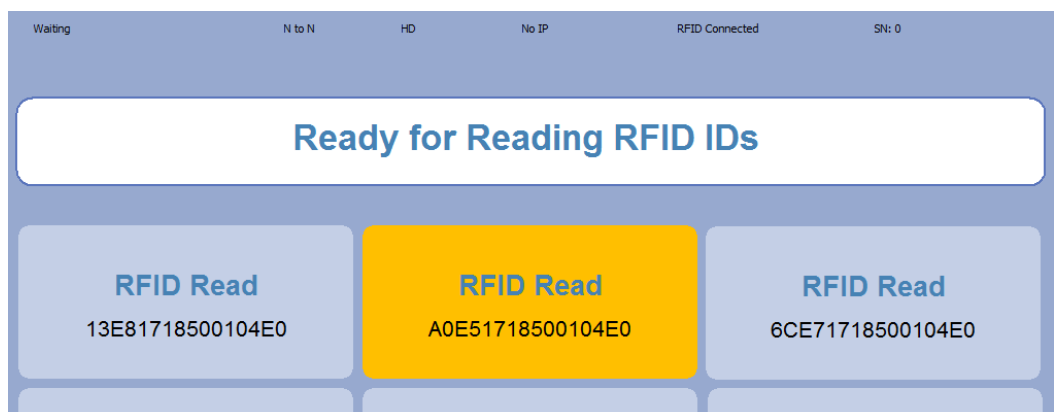 Waiting N to N HD No IP RFID Connected SN: 0
Ready for Reading RFID IDs
RFID Read RFID Read RFID Read
13E81718500104E0 A0E51718500104E0 6CE71718500104E0